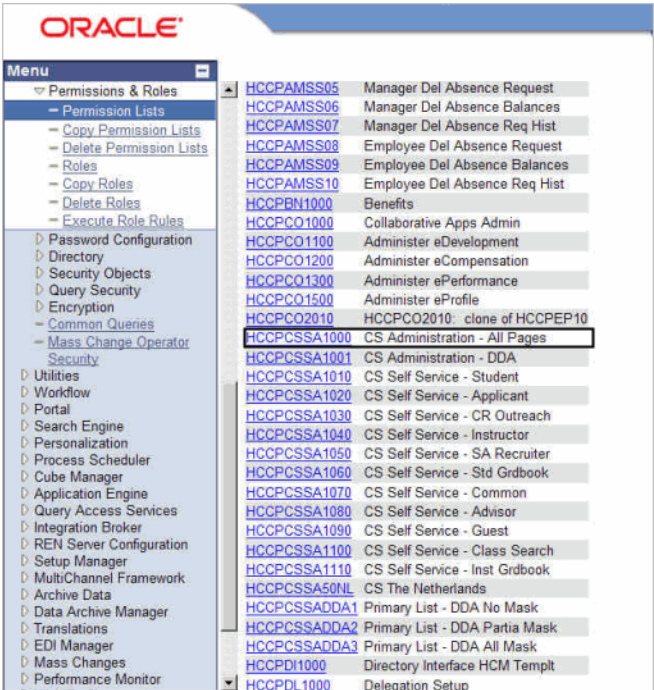 ORACLE
Menu
Permissions & Roles
Permission Lists
Copy Permission Lists
Delete Permission Lists
Roles
Copy Roles
Delete Roles
Execute Role Rules
Password Configuration
Directory
Security Objects
Query Security
Encryption
Common Queries
Mass Change Operator
Security
Utilities
Workflow
Portal
Search Engine
Personalization
Process Scheduler
Cube Manager
Application Engine
Query Access Services
Integration Broker
REN Server Configuration
Setup Manager
MultiChannel Framework
Archive Data
Data Archive Manager
Translations
EDI Manager
Mass Changes
Performance Monitor
HCCPAMSS05 Manager Del Absence Request
HCCPAMSS06 Manager Del Absence Balances
HCCPAMSS07 Manager Del Absence Req Hist
HCCPAMSS08 Employee Del Absence Request
HCCPAMSS09 Employee Del Absence Balances
HCCPAMSS10 Employee Del Absence Req Hist
HCCPBN1000 Benefits
HCCPCO1000 Collaborative Apps Admin
HCCPCO1100 Administer eDevelopment
HCCPCO1200 Administer eCompensation
HCCPCO1300 Administer ePerformance
HCCPCO1500 Administer eProfile
HCCPCO2010 HCCPCO2010: clone of HCCPEP10
HCCPCSSA1000 CS Administration - All Pages
HCCPCSSA1001 CS Administration - DDA
HCCPCSSA1010 CS Self Service - Student
HCCPCSSA1020 CS Self Service - Applicant
HCCPCSSA1030 CS Self Service - CR Outreach
HCCPCSSA1040 CS Self Service - Instructor
HCCPCSSA1050 CS Self Service - SA Recruiter
HCCPCSSA1060 CS Self Service - Std Grdbook
HCCPCSSA1070 CS Self Service - Common
HCCPCSSA1080 CS Self Service - Advisor
HCCPCSSA1090 CS Self Service - Guest
HCCPCSSA1100 CS Self Service - Class Search
HCCPCSSA1110 CS Self Service - Inst Grdbook
HCCPCSSA50NL CS The Netherlands
HCCPCSSADDA1 Primary List - DDA No Mask
HCCPCSSADDA2 Primary List - DDA Partia Mask
HCCPCSSADDA3 Primary List - DDA All Mask
HCCPDI1000 Directory Interface HCM Templt
HCCPDL1000 Delegation Setup